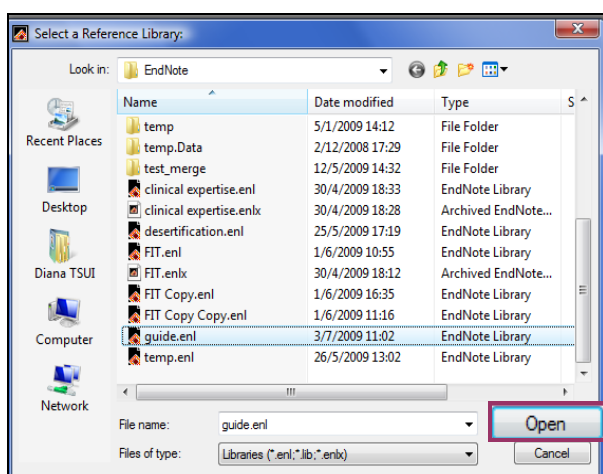 Select a Reference Library:
Look in: EndNote
Name Date modified Type S
temp 5/1/2009 14:12 File Folder
temp.Data 2/12/2008 17:29 File Folder
test_merge 12/5/2009 14:32 File Folder
clinical expertise.enl 30/4/2009 18:33 EndNote Library
clinical expertise.enlx 30/4/2009 18:28 Archived EndNote...
desertification.enl 25/5/2009 17:19 EndNote Library
FIT.enl 1/6/2009 10:55 EndNote Library
FIT.enlx 30/4/2009 18:12 Archived EndNote...
FIT Copy.enl 1/6/2009 16:35 EndNote Library
FIT Copy Copy.enl 1/6/2009 11:16 EndNote Library
guide.enl 3/7/2009 11:02 EndNote Library
temp.enl 26/5/2009 13:02 EndNote Library
Recent Places
Desktop
Diana TSUI
Computer
Network
File name: guide.enl Open
Files of type: Libraries (*.enl;*.lib;*.enlx) Cancel